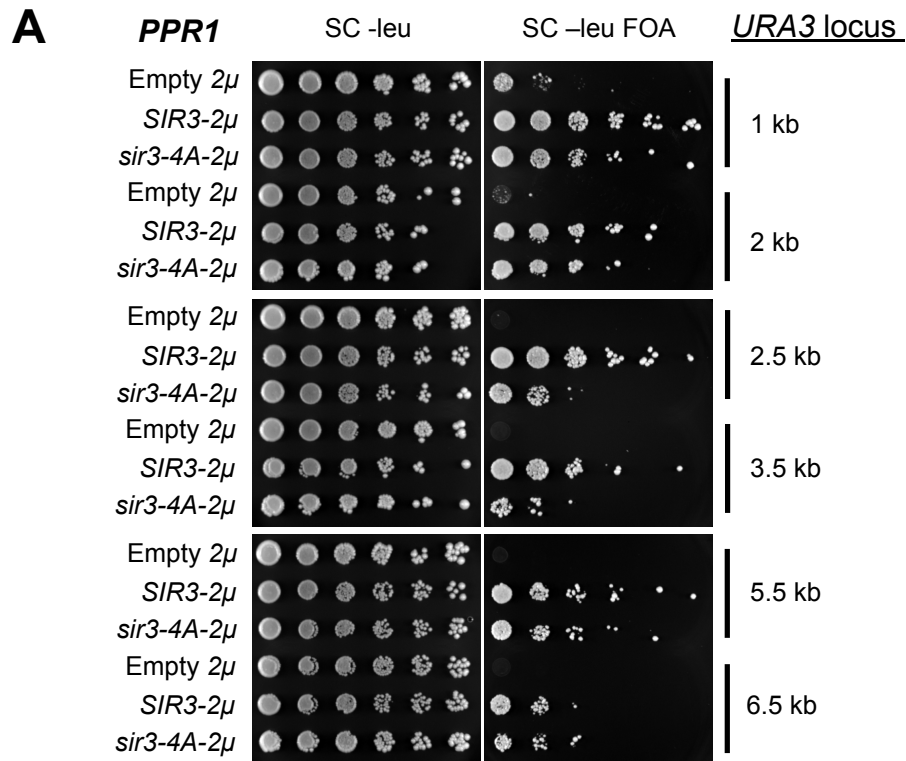 A PPR1 SC -leu SC –leu FOA URA3 locus
Empty 2μ
SIR3-2μ 1 kb
sir3-4A-2μ
Empty 2μ
SIR3-2μ 2 kb
sir3-4A-2μ
Empty 2μ
SIR3-2μ 2.5 kb
sir3-4A-2μ
Empty 2μ
SIR3-2μ 3.5 kb
sir3-4A-2μ
Empty 2μ
SIR3-2μ 5.5 kb
sir3-4A-2μ
Empty 2μ
SIR3-2μ 6.5 kb
sir3-4A-2μ